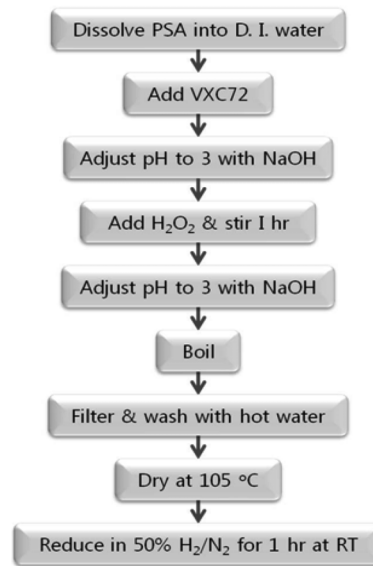 Dissolve PSA into D. I. water
Add VXC72
Adjust pH to 3 with NaOH
Add H₂O₂ & stir I hr
Adjust pH to 3 with NaOH
Boil
Filter & wash with hot water
Dry at 105 ºC
Reduce in 50% H₂/N₂ for 1 hr at RT